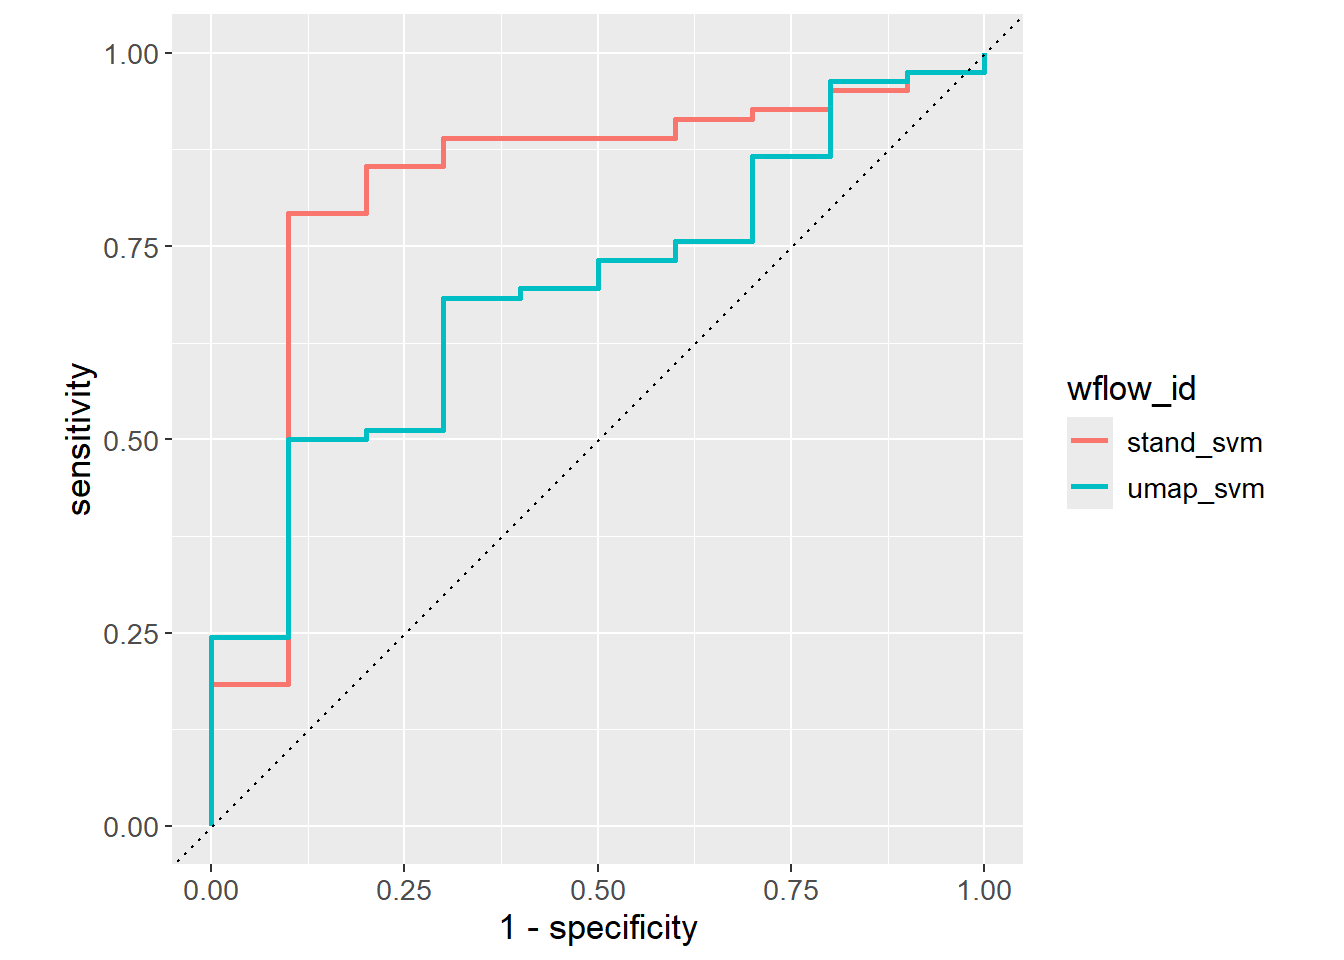 1.00
0.75
0.50
0.25
0.00
sensitivity
0.00 0.25 0.50 0.75 1.00
1 - specificity
wflow_id
stand_svm
umap_svm